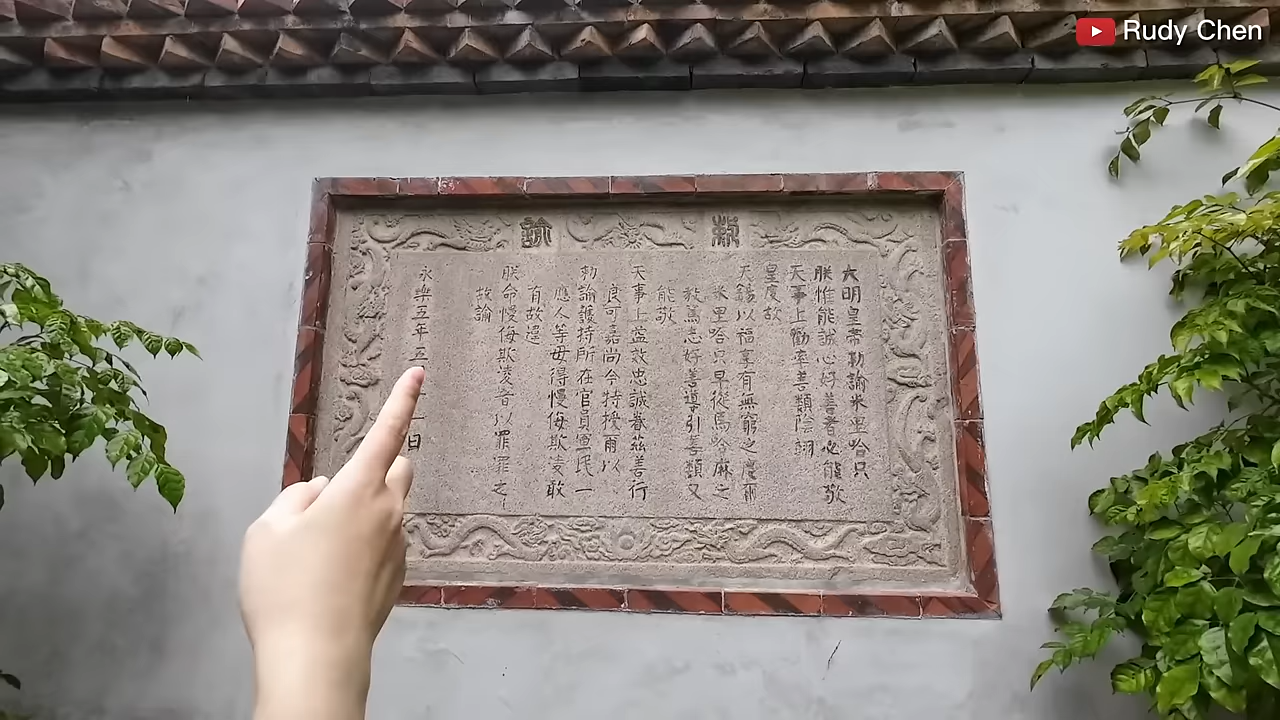 Rudy Chen
敕諭
大明皇帝勑諭米里哈只
朕惟能誠心好善者必能敬
天事上勸率善類陰翊
皇度故
天錫以福享有無窮之慶爾
米里哈只早從馬哈麻之
教篤志好善導引善類又
能敬
天事上益效忠誠眷茲善行
良可嘉尚今特授爾以
勑諭護持所在官員軍民一
應人等毋得慢侮欺凌敢
有故違
朕命慢侮欺凌者以罪罪之
故諭
永樂五年五 日